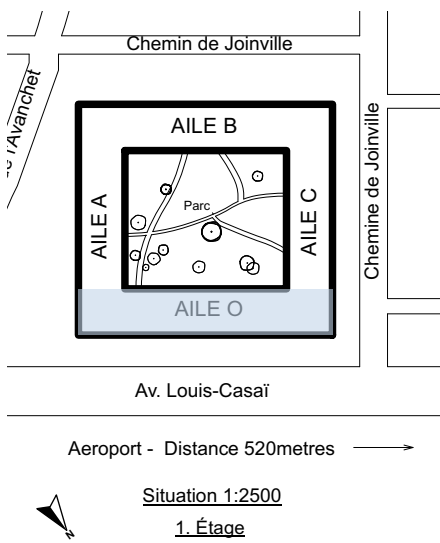 Chemin de Joinville
l'Avanchet
AILE B
Chemine de Joinville
AILE A
Parc
AILE C
AILE O
Av. Louis-Casaï
Aeroport - Distance 520metres
Situation 1:2500
1. Étage
N